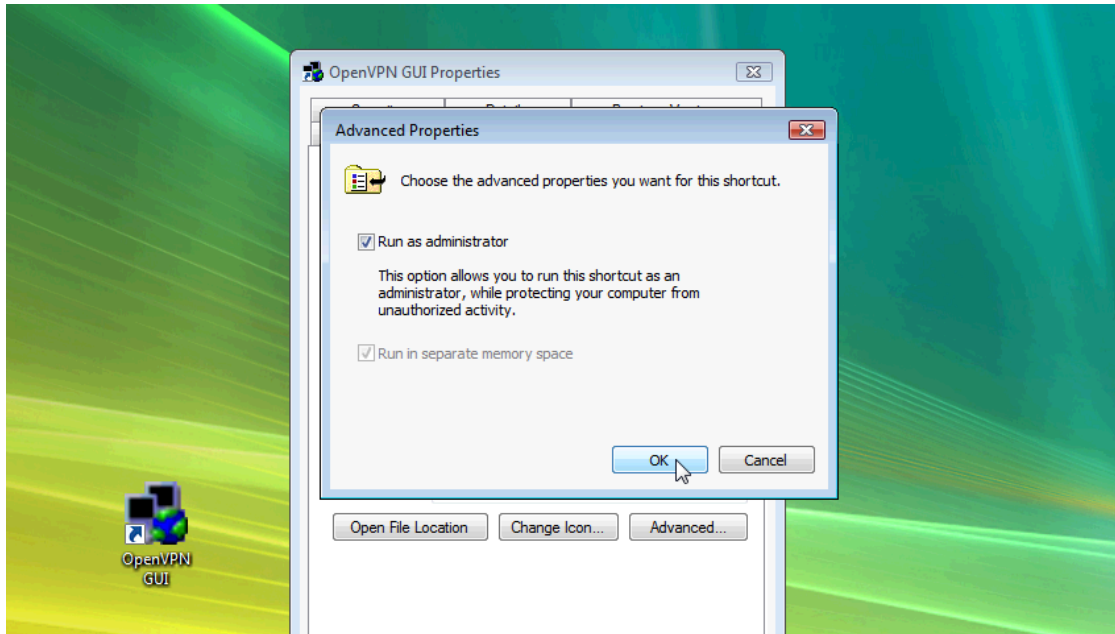 OpenVPN GUI Properties
Advanced Properties
Choose the advanced properties you want for this shortcut.
Run as administrator
This option allows you to run this shortcut as an
administrator, while protecting your computer from
unauthorized activity.
Run in separate memory space
OK Cancel
Open File Location Change Icon... Advanced...
OpenVPN
GUI